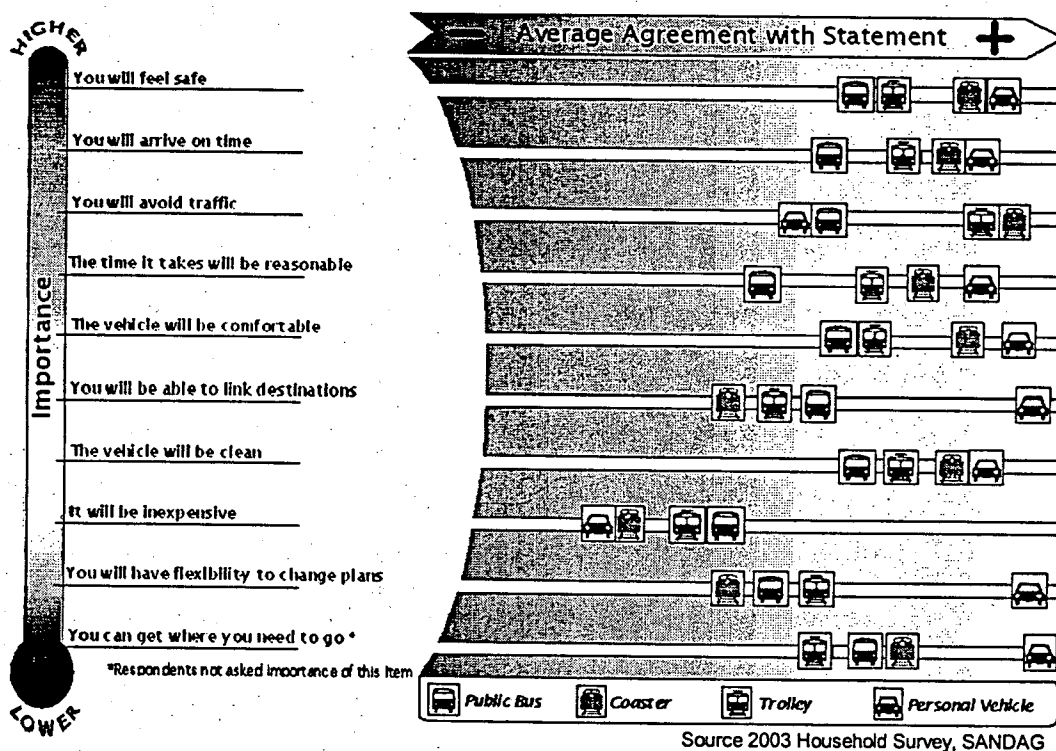 HIGHER
Average Agreement with Statement
You will feel safe
You will arrive on time
You will avoid traffic
The time it takes will be reasonable
The vehicle will be comfortable
You will be able to link destinations
The vehicle will be clean
It will be inexpensive
You will have flexibility to change plans
You can get where you need to go *
*Respondents not asked importance of this item
Importance
LOWER
Public Bus
Coaster
Trolley
Personal Vehicle
Source 2003 Household Survey, SANDAG